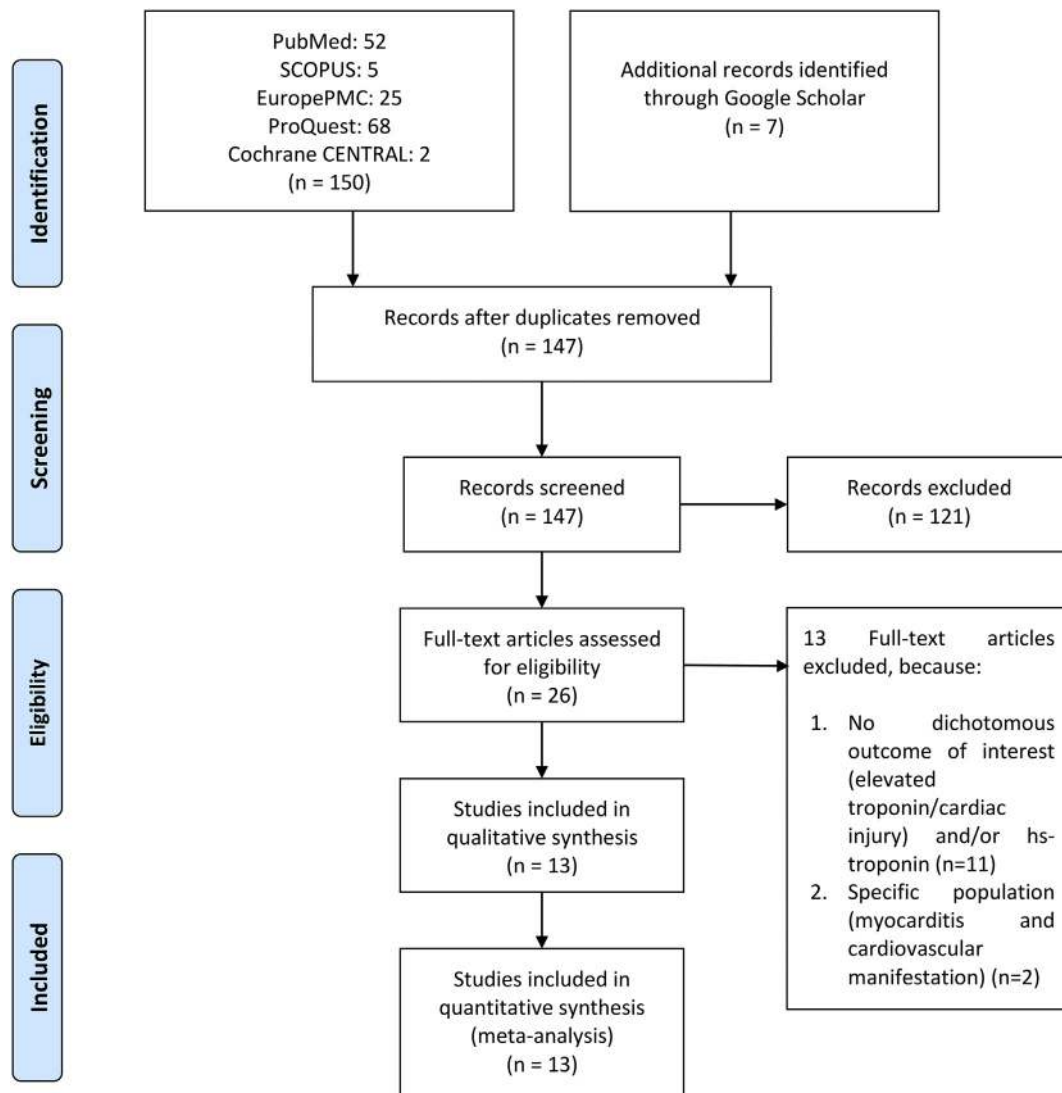 PubMed: 52
SCOPUS: 5
EuropePMC: 25
ProQuest: 68
Cochrane CENTRAL: 2
(n = 150)
Additional records identified
through Google Scholar
(n = 7)
Identification
Records after duplicates removed
(n = 147)
Screening
Records screened
(n = 147)
Records excluded
(n = 121)
Eligibility
Full-text articles assessed
for eligibility
(n = 26)
13 Full-text articles
excluded, because:
1. No dichotomous
outcome of interest
(elevated
troponin/cardiac
injury) and/or hs-
troponin (n=11)
2. Specific population
(myocarditis and
cardiovascular
manifestation) (n=2)
Studies included in
qualitative synthesis
(n = 13)
Included
Studies included in
quantitative synthesis
(meta-analysis)
(n = 13)